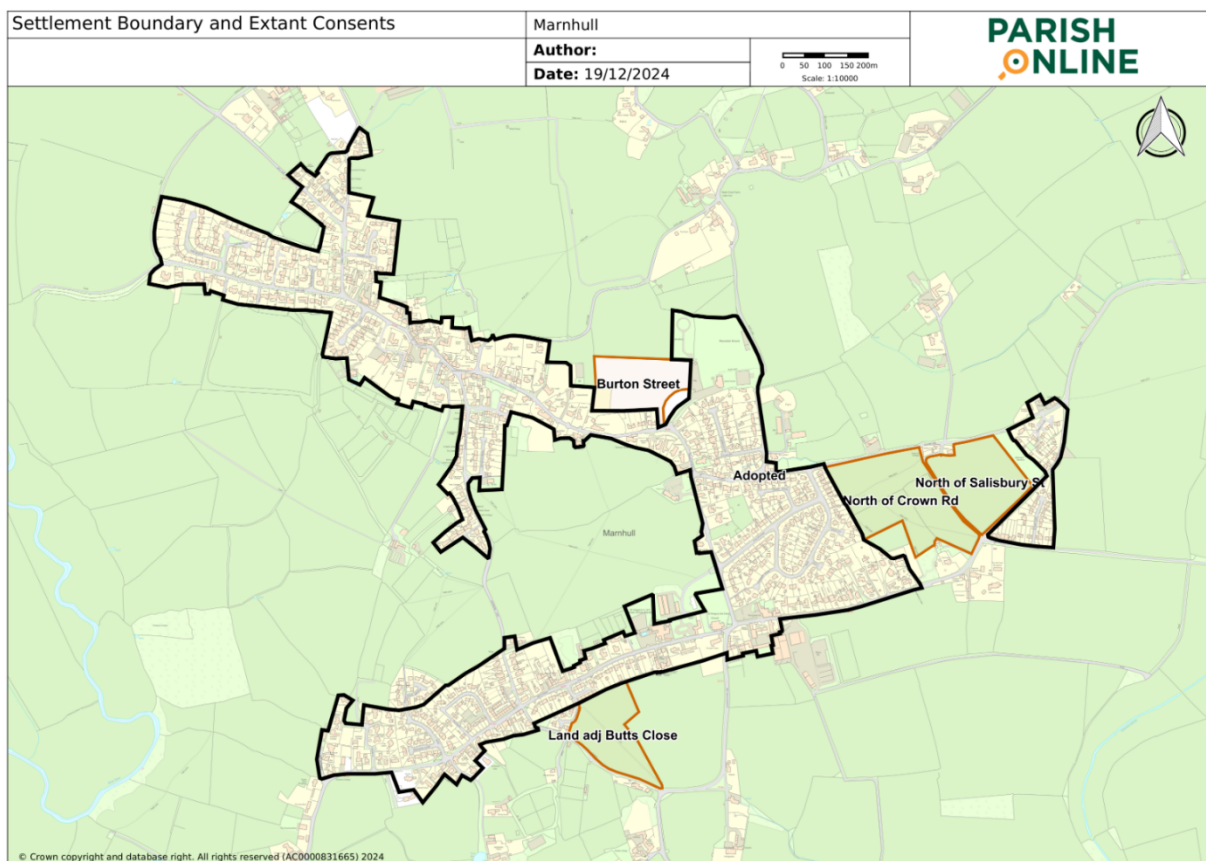 Settlement Boundary and Extant Consents
Marnhull
Author:
Date: 19/12/2024
0 50 100 150 200m
Scale: 1:10000
PARISH
ONLINE
Burton Street
Adopted
North of Salisbury St
North of Crown Rd
Marnhull
Land adj Butts Close
© Crown copyright and database right. All rights reserved (AC0000831665) 2024